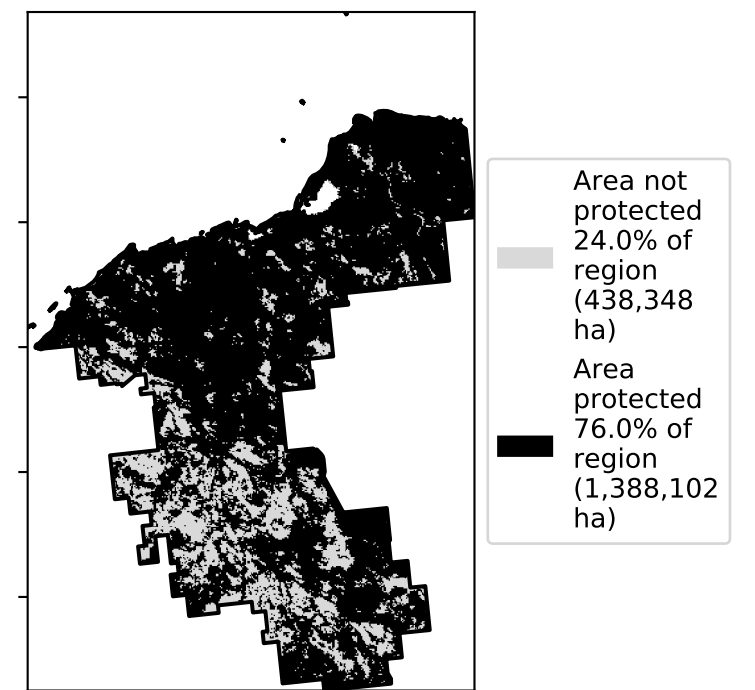 Area not
protected
24.0% of
region
(438,348
ha)
Area
protected
76.0% of
region
(1,388,102
ha)